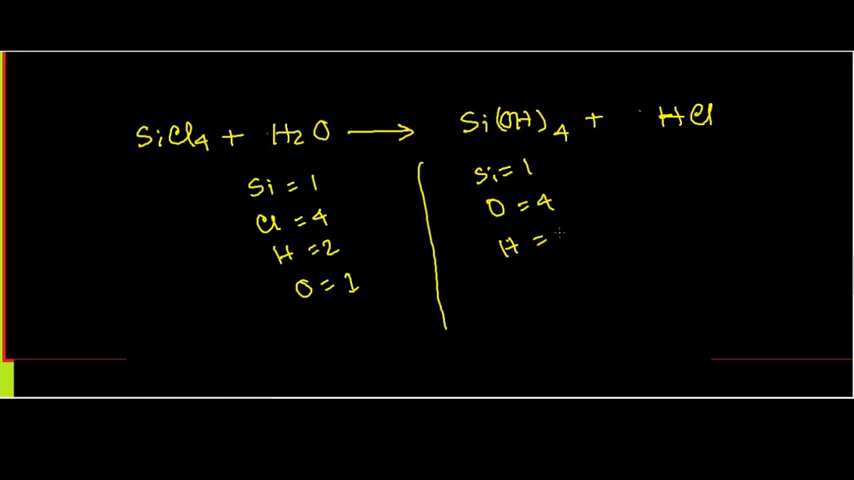 SiCl4 + H2O ⟶ Si(OH)4 + HCl
Si = 1
Cl = 4
H = 2
O = 1
Si = 1
O = 4
H =